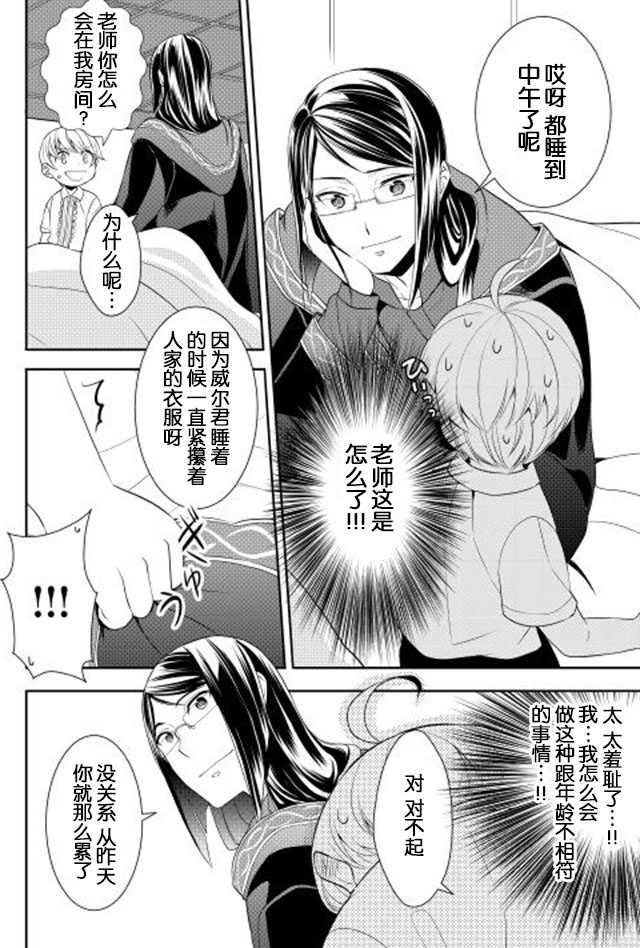 哎呀 都睡到
中午了呢
ひいっっ
老师这是
怎么了!!!
老师你怎么
会在我房间?
为什么呢…
因为威尔君睡着
的时候一直紧攥着
人家的衣服呀
きゅ
!!!
太 太羞耻了…!!
我…我怎么会
做这种跟年龄不相符
的事情…!!
对 对不起
没关系 从昨天
你就那么累了